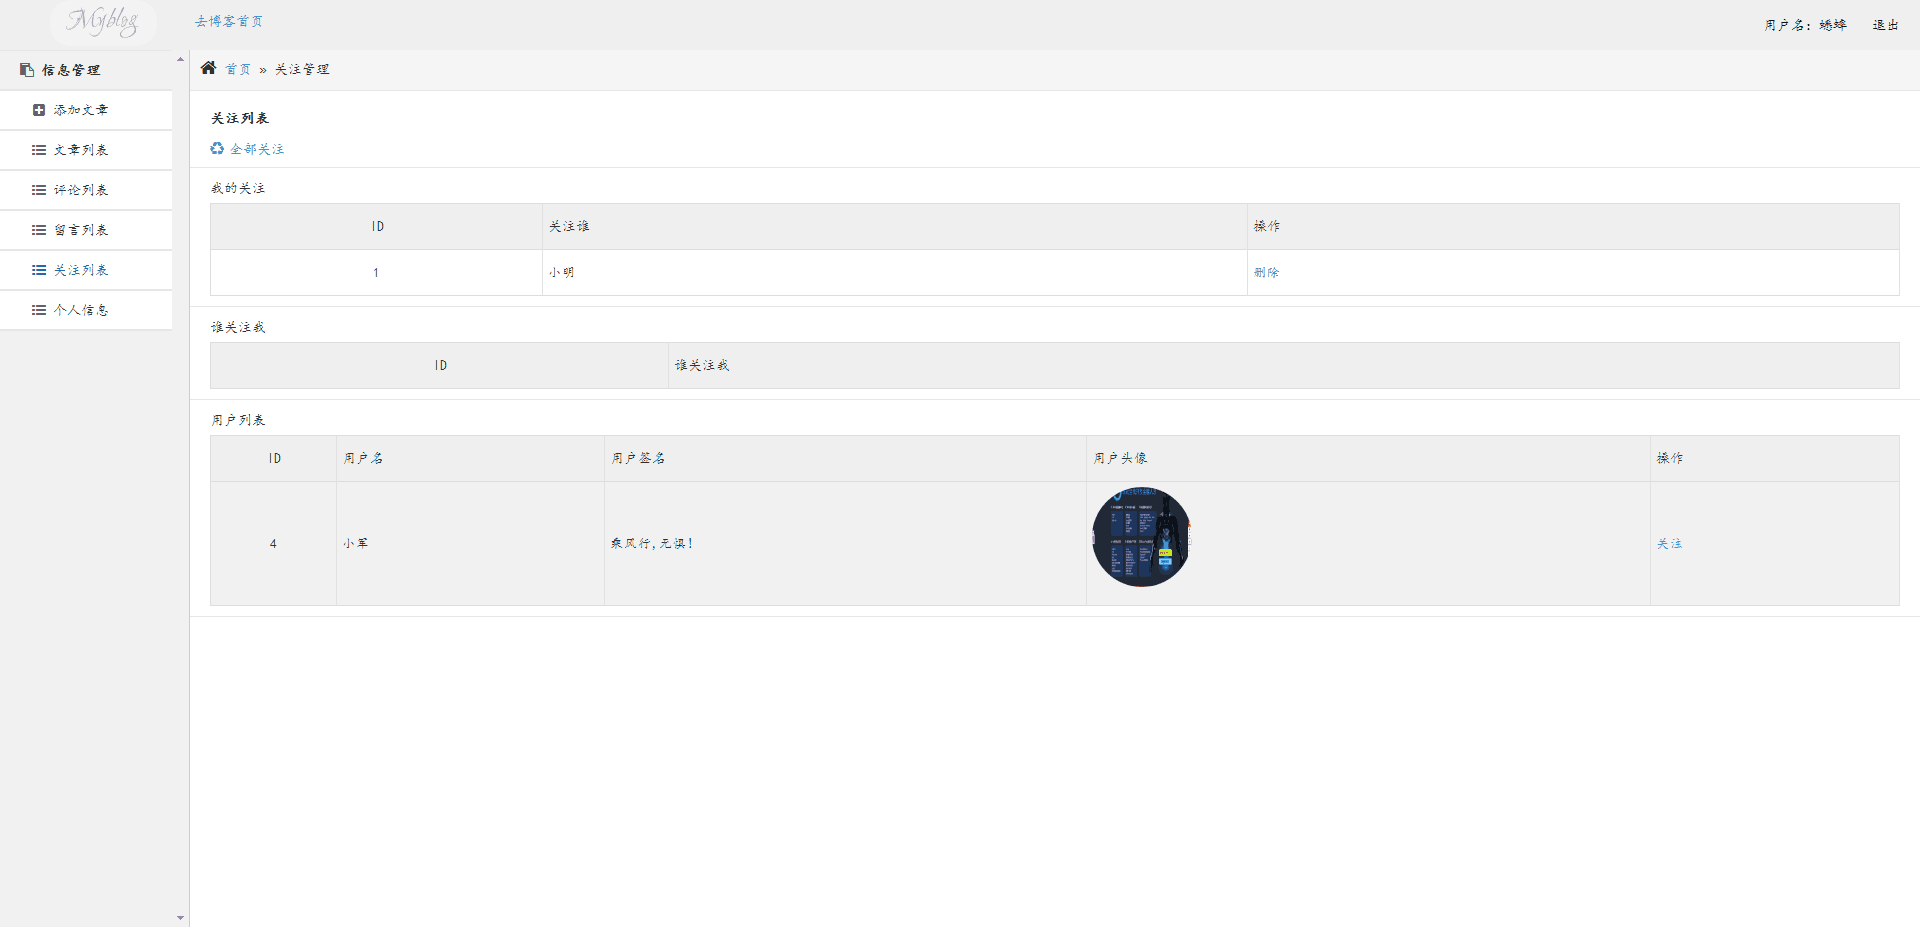 Myblog
去博客首页
用户名: 蟋蟀 退出
信息管理
添加文章
文章列表
评论列表
留言列表
关注列表
个人信息
首页 » 关注管理
关注列表
全部关注
我的关注
ID 关注谁 操作
1 小明 删除
谁关注我
ID 谁关注我
用户列表
ID 用户名 用户签名 用户头像 操作
4 小军 乘风行,无惧! 关注